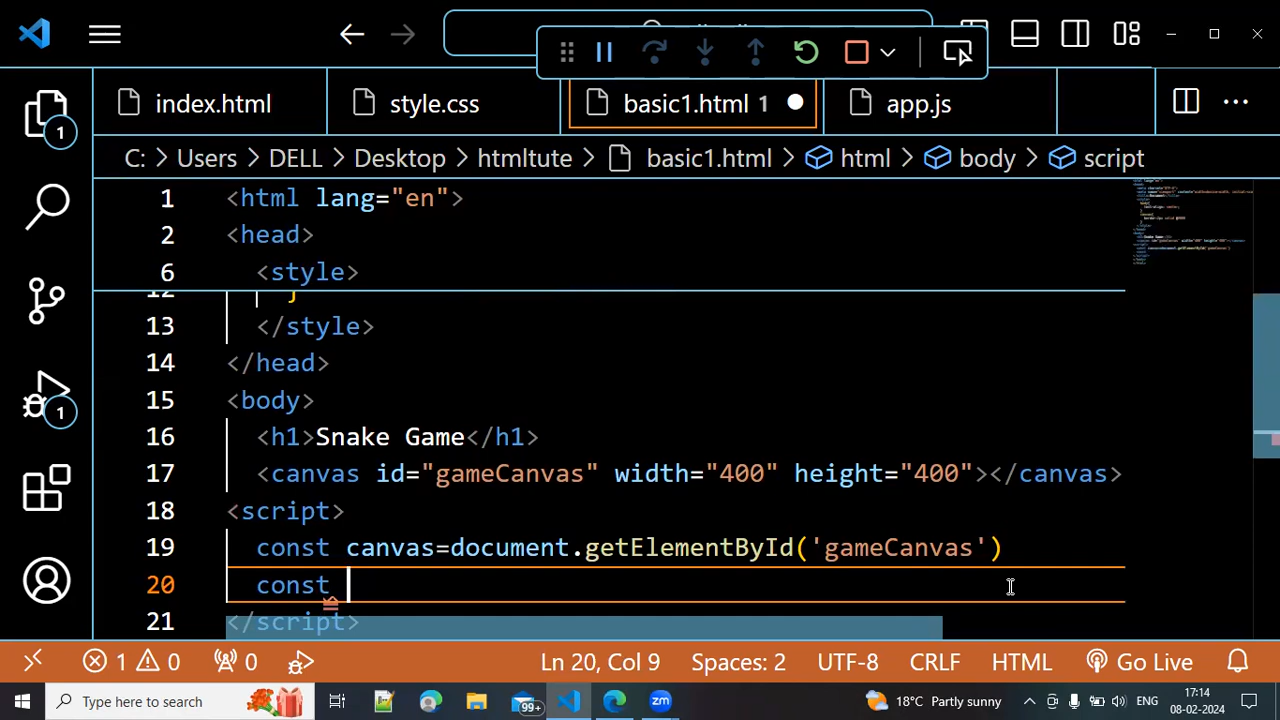 index.html
style.css
basic1.html 1
app.js
C: > Users > DELL > Desktop > htmltute > basic1.html > html > body > script
1 <html lang="en" >
2 <head>
6 <style>
12 }
13 </style>
14 </head>
15 <body>
16 <h1>Snake Game</h1>
17 <canvas id="gameCanvas" width="400" height="400"></canvas>
18 <script>
19 const canvas=document.getElementById('gameCanvas')
20 const
21 </script>
1
1
1 0 0
Ln 20, Col 9
Spaces: 2
UTF-8
CRLF
HTML
Go Live
Type here to search
99+
18°C Partly sunny
ENG
17:14
08-02-2024